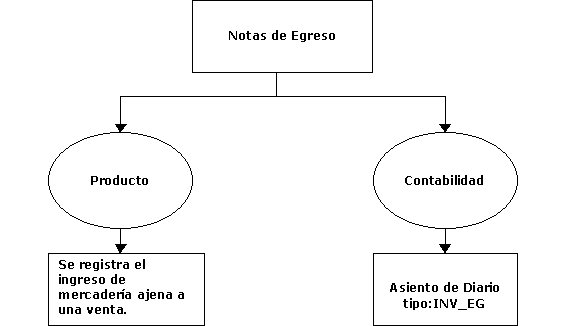 Notas de Egreso
Producto
Contabilidad
Se registra el
ingreso de
mercadería ajena a
una venta.
Asiento de Diario
tipo:INV_EG